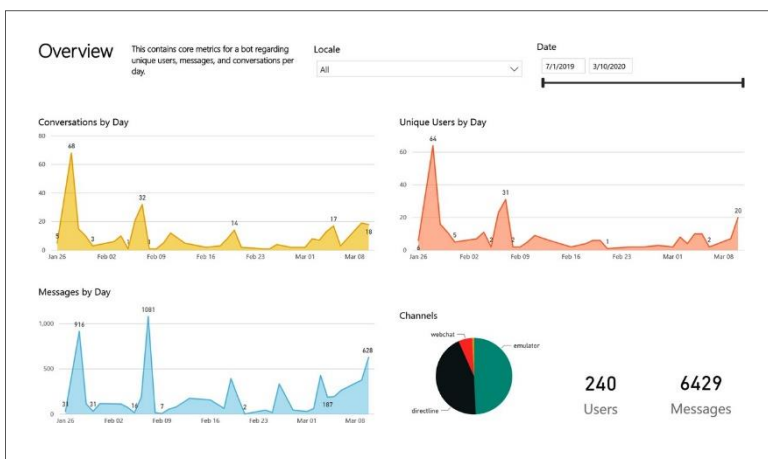 Overview
This contains core metrics for a bot regarding
unique users, messages, and conversations per
day.
Locale
All
Date
7/1/2019 3/10/2020
Conversations by Day
80
60
40
20
0
68
32
14
17
18
5
3
1
1
Jan 26 Feb 02 Feb 09 Feb 16 Feb 23 Mar 01 Mar 08
Unique Users by Day
60
40
20
0
64
31
20
6
5
2
2
1
2
Jan 26 Feb 02 Feb 09 Feb 16 Feb 23 Mar 01 Mar 08
Messages by Day
1,000
500
0
916
1081
628
31
31
16
7
2
187
Jan 26 Feb 02 Feb 09 Feb 16 Feb 23 Mar 01 Mar 08
Channels
webchat
emulator
directline
240
Users
6429
Messages